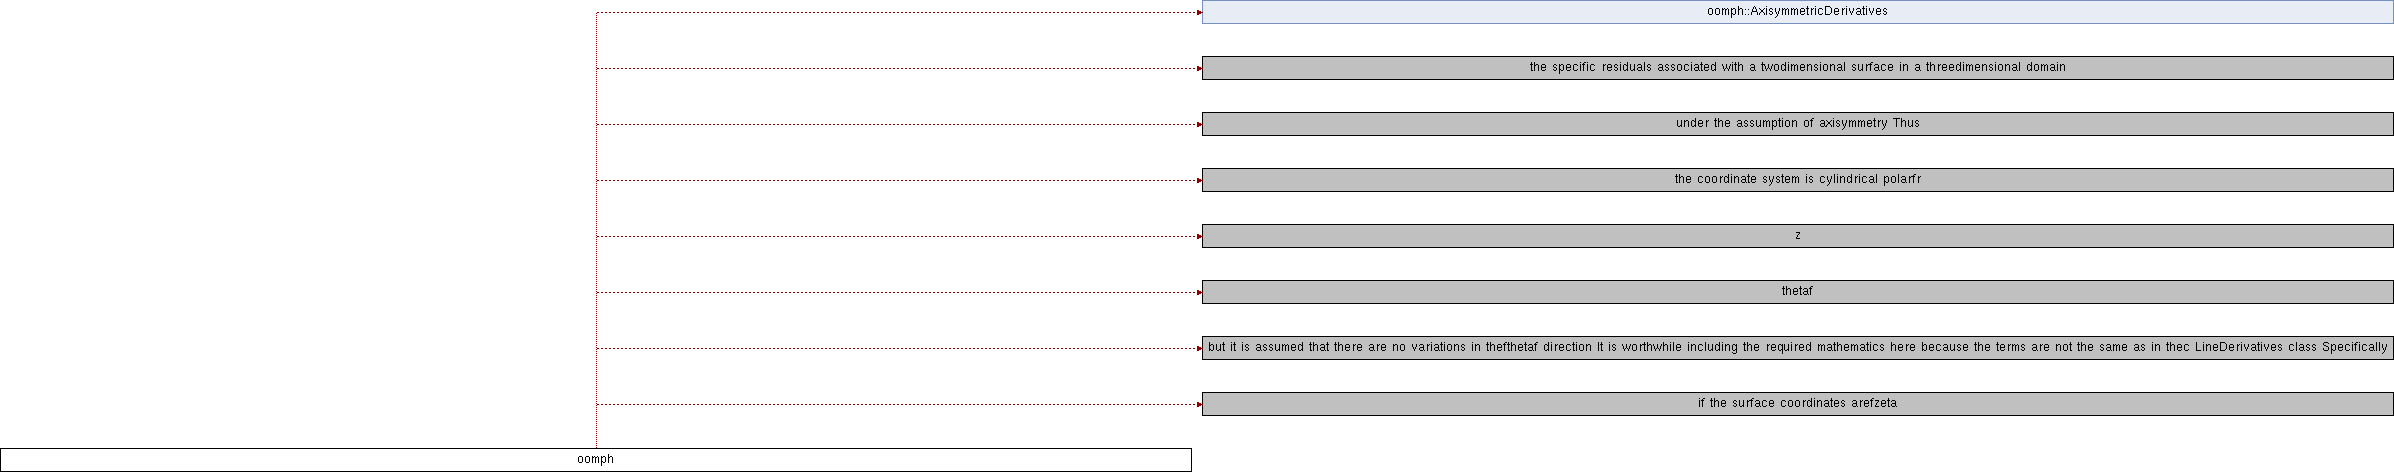 oomph::AxisymmetricDerivatives
the specific residuals associated with a twodimensional surface in a threedimensional domain
under the assumption of axisymmetry Thus
the coordinate system is cylindrical polarfr
z
thetaf
but it is assumed that there are no variations in thefthetaf direction It is worthwhile including the required mathematics here because the terms are not the same as in thec LineDerivatives class Specifically
if the surface coordinates arefzeta
oomph